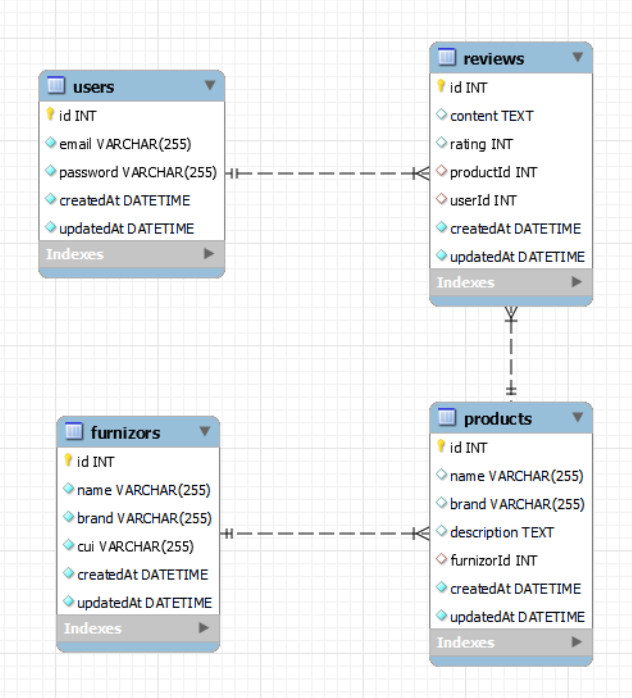 users
id INT
email VARCHAR(255)
password VARCHAR(255)
createdAt DATETIME
updatedAt DATETIME
Indexes
reviews
id INT
content TEXT
rating INT
productId INT
userId INT
createdAt DATETIME
updatedAt DATETIME
Indexes
furnizors
id INT
name VARCHAR(255)
brand VARCHAR(255)
cui VARCHAR(255)
createdAt DATETIME
updatedAt DATETIME
Indexes
products
id INT
name VARCHAR(255)
brand VARCHAR(255)
description TEXT
furnizorId INT
createdAt DATETIME
updatedAt DATETIME
Indexes